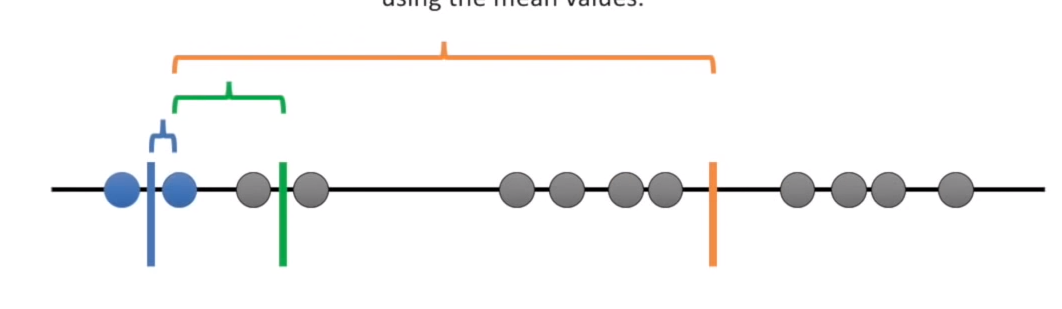 using the mean values.